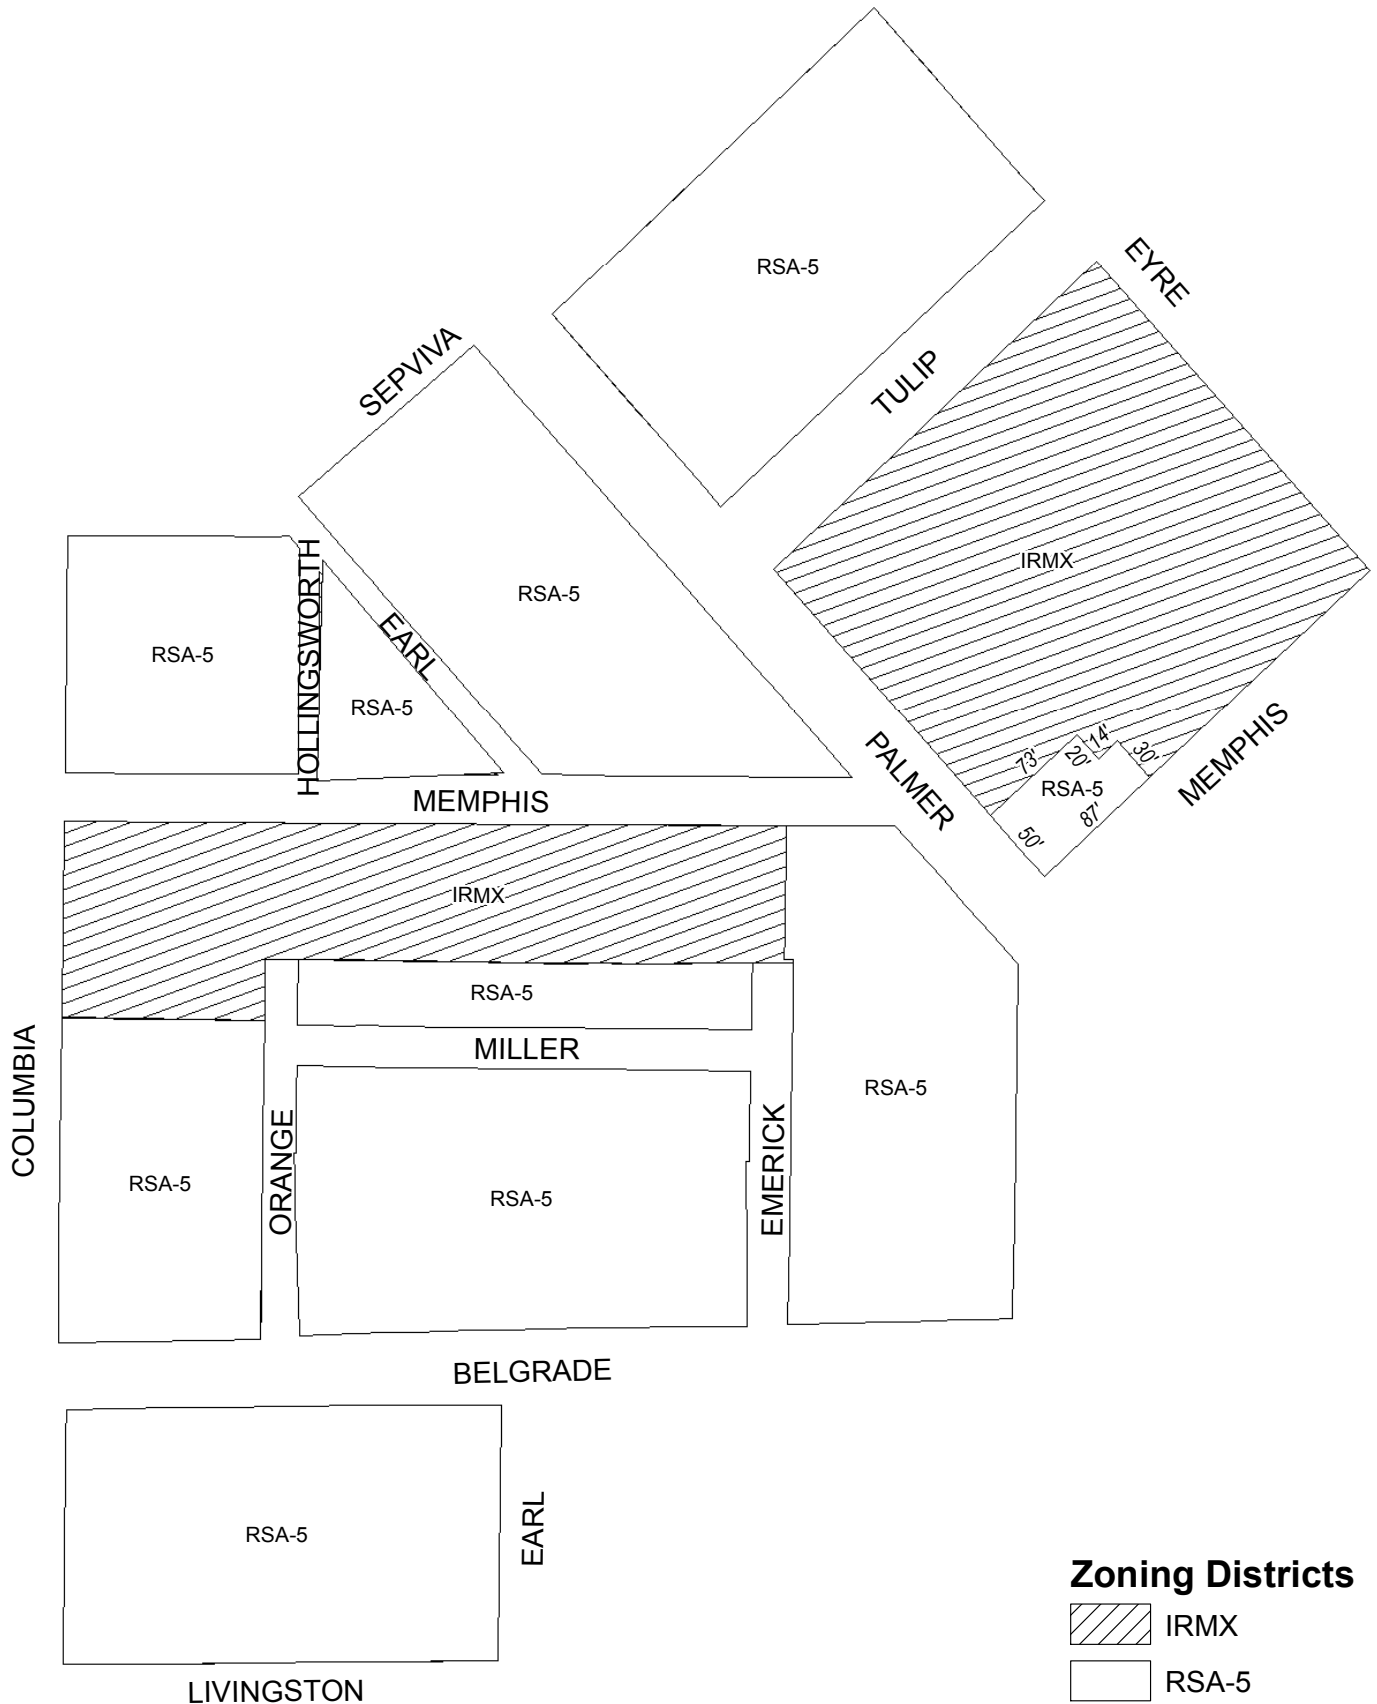 RSA-5
EYRE
SEPVIVA
TULIP
HOLLINGSWORTH
IRMX
RSA-5
EARL
RSA-5
RSA-5
PALMER
MEMPHIS
73'
20'
14'
30'
RSA-5
87'
50'
MEMPHIS
IRMX
RSA-5
COLUMBIA
MILLER
RSA-5
ORANGE
EMERICK
RSA-5
RSA-5
BELGRADE
RSA-5
EARL
LIVINGSTON
Zoning Districts
IRMX
RSA-5